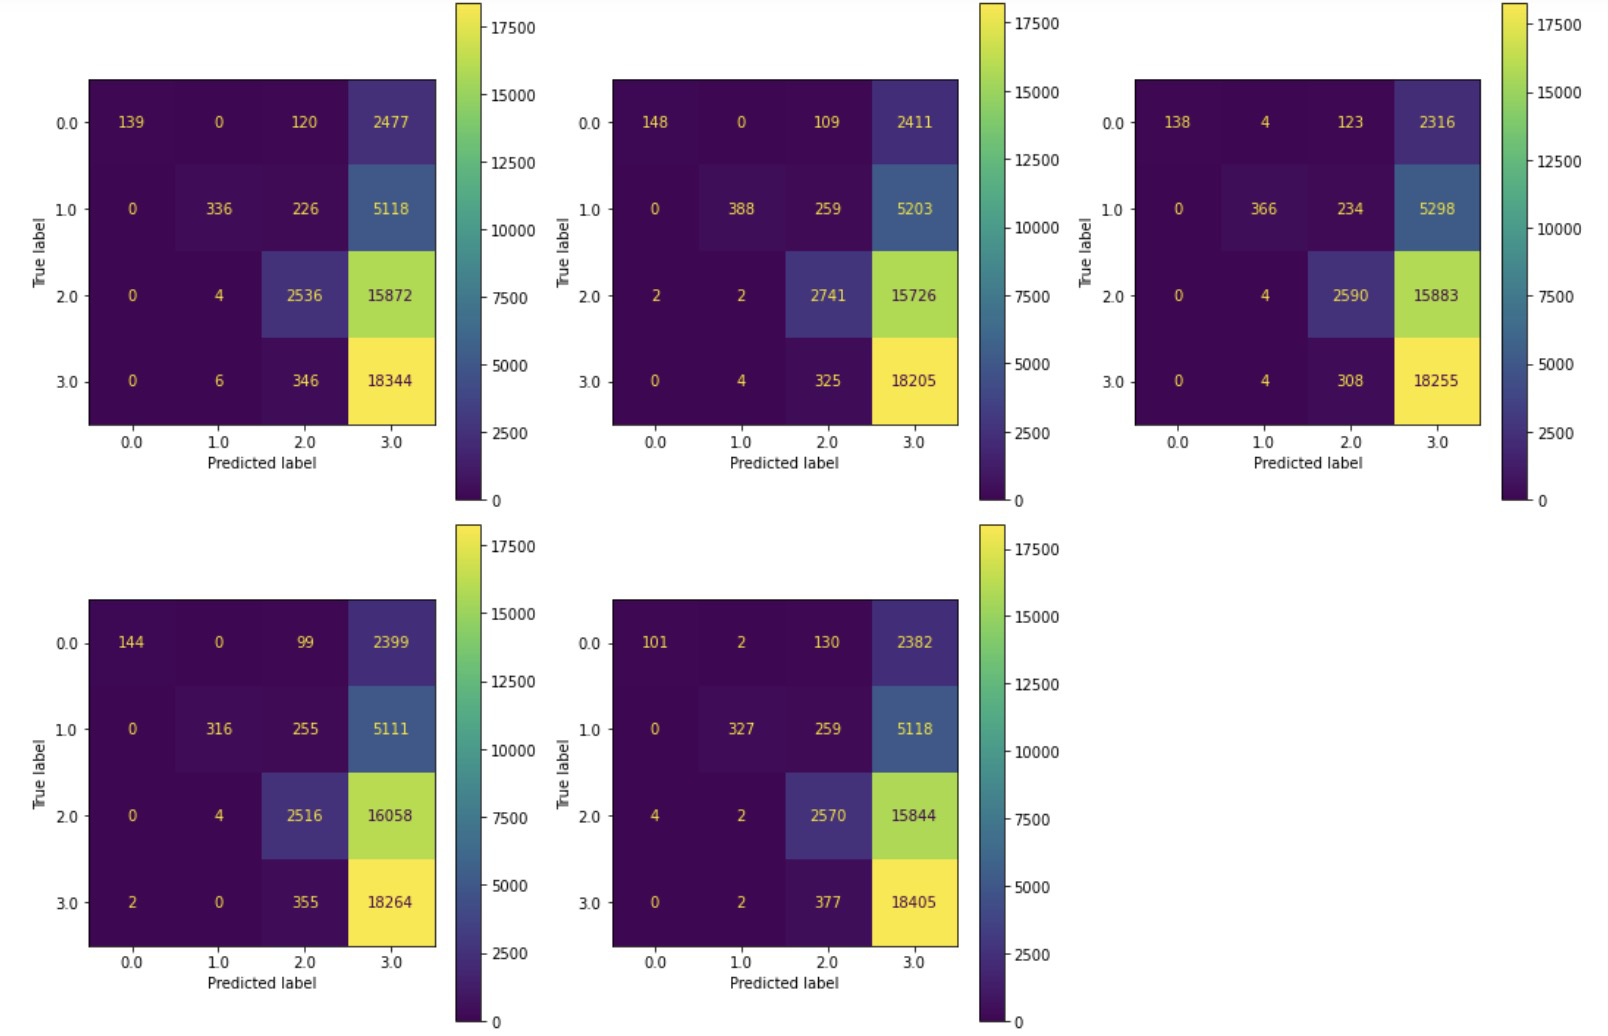 17500
15000
12500
10000
7500
5000
2500
0
True label
0.0 139 0 120 2477
1.0 0 336 226 5118
2.0 0 4 2536 15872
3.0 0 6 346 18344
0.0 1.0 2.0 3.0
Predicted label
17500
15000
12500
10000
7500
5000
2500
0
True label
0.0 148 0 109 2411
1.0 0 388 259 5203
2.0 2 2 2741 15726
3.0 0 4 325 18205
0.0 1.0 2.0 3.0
Predicted label
17500
15000
12500
10000
7500
5000
2500
0
True label
0.0 138 4 123 2316
1.0 0 366 234 5298
2.0 0 4 2590 15883
3.0 0 4 308 18255
0.0 1.0 2.0 3.0
Predicted label
17500
15000
12500
10000
7500
5000
2500
0
True label
0.0 144 0 99 2399
1.0 0 316 255 5111
2.0 0 4 2516 16058
3.0 2 0 355 18264
0.0 1.0 2.0 3.0
Predicted label
17500
15000
12500
10000
7500
5000
2500
0
True label
0.0 101 2 130 2382
1.0 0 327 259 5118
2.0 4 2 2570 15844
3.0 0 2 377 18405
0.0 1.0 2.0 3.0
Predicted label